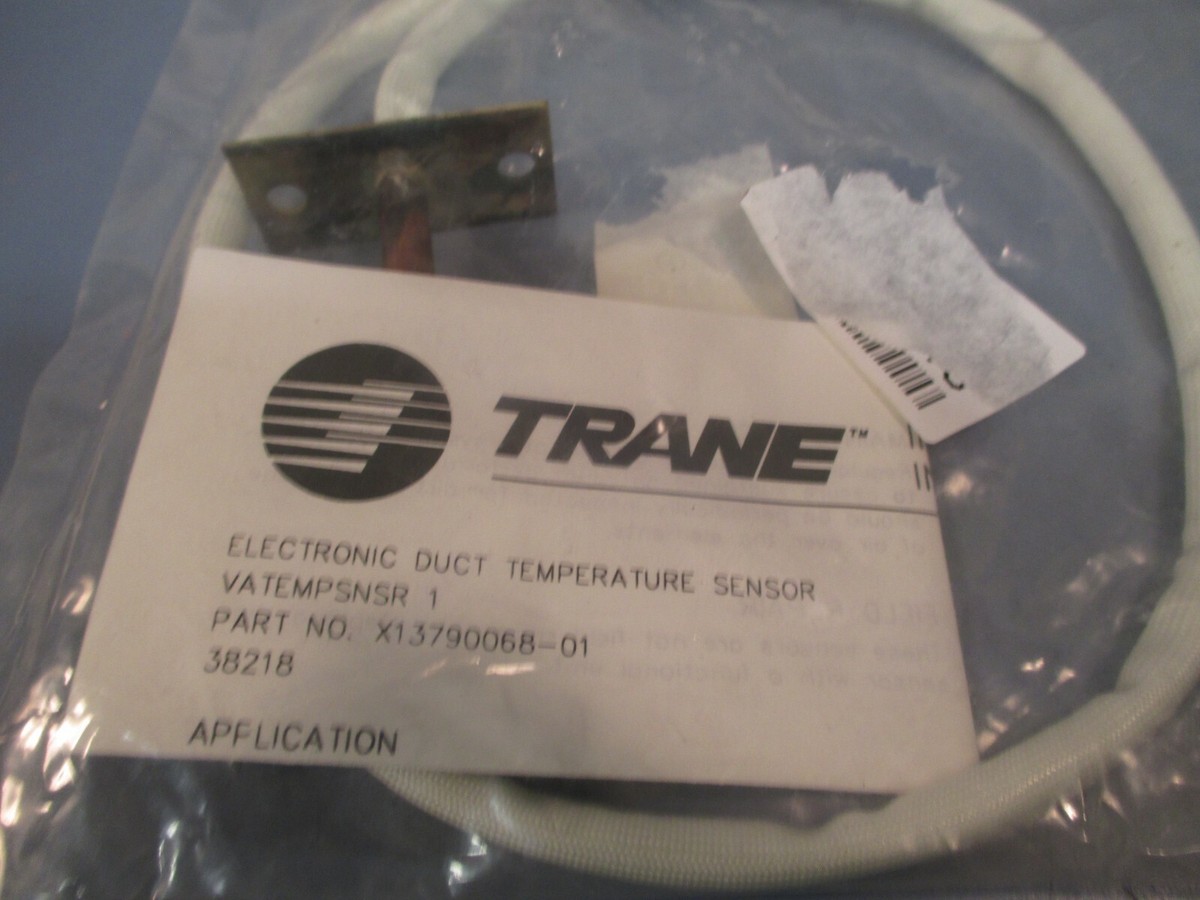 TRANE™
ELECTRONIC DUCT TEMPERATURE SENSOR
VATEMPSNSR 1
PART NO. X13790068-01
38218
APPLICATION